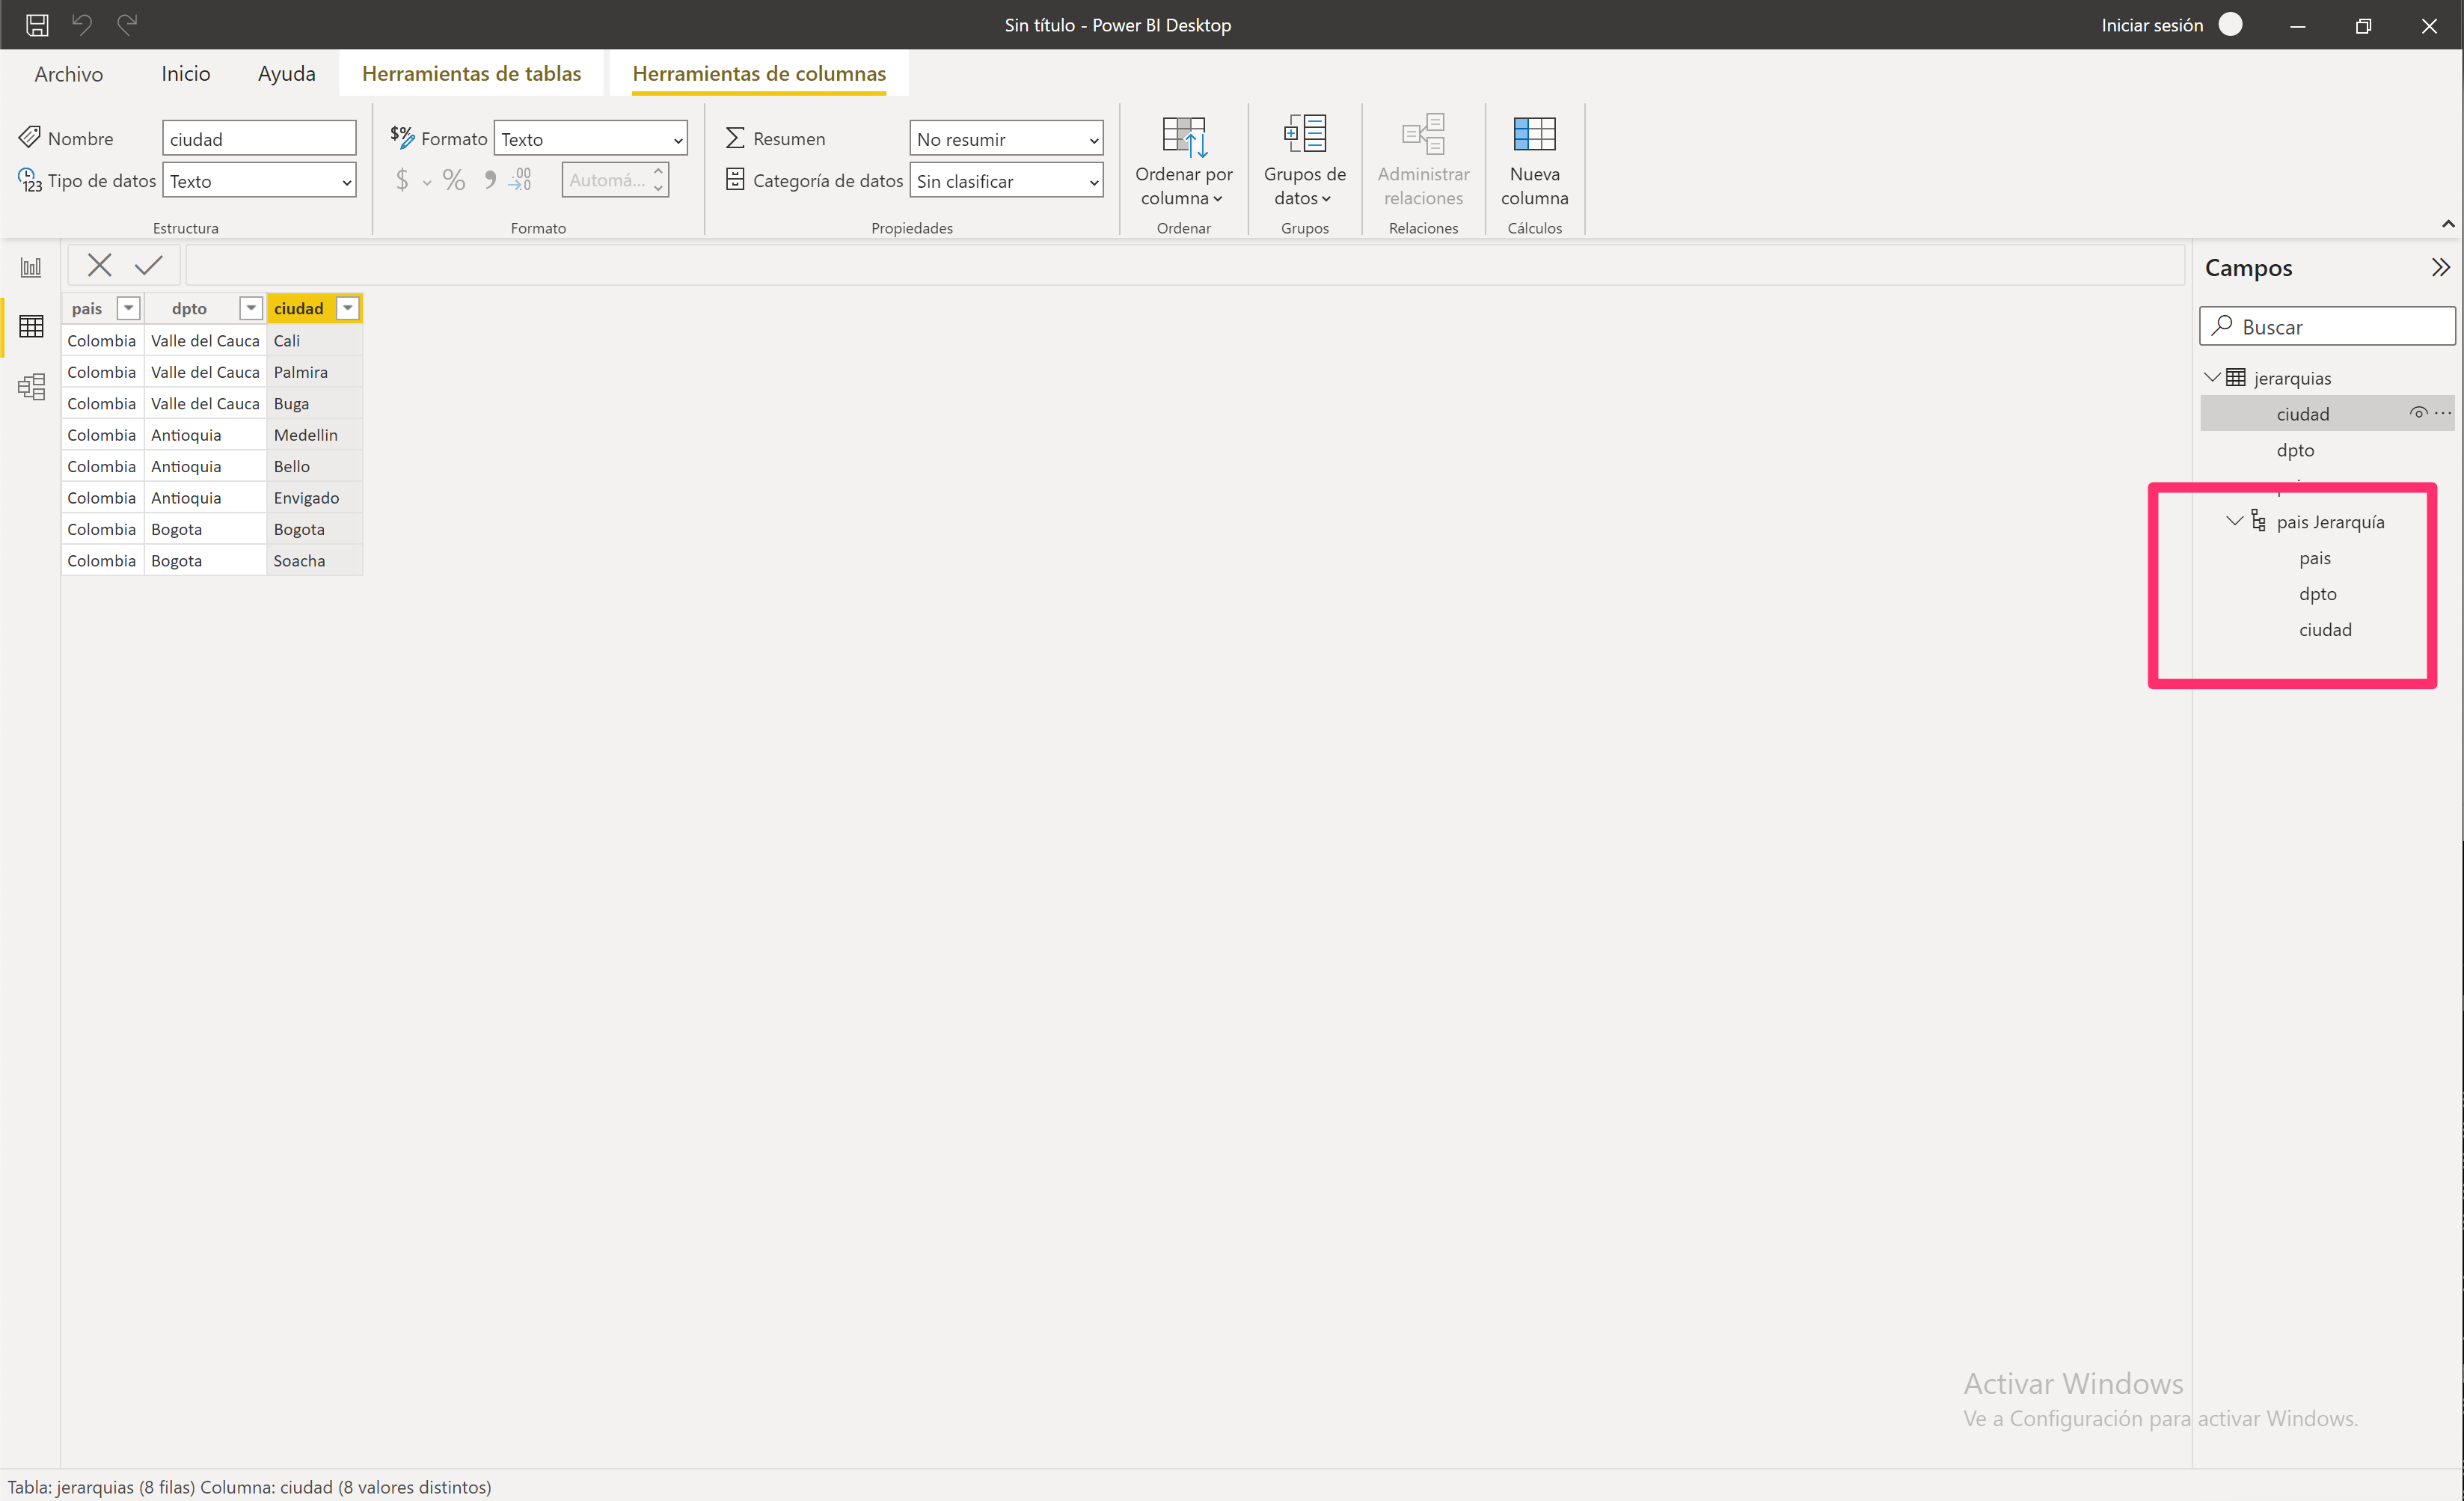 Sin título - Power BI Desktop
Iniciar sesión
Archivo Inicio Ayuda Herramientas de tablas Herramientas de columnas
Nombre ciudad
Tipo de datos Texto
Estructura
Formato Texto
$ % 9 .00 →.0 Automá...
Formato
Resumen No resumir
Categoría de datos Sin clasificar
Propiedades
Ordenar por
columna
Ordenar
Grupos de
datos
Grupos
Administrar
relaciones
Relaciones
Nueva
columna
Cálculos
pais dpto ciudad
Colombia Valle del Cauca Cali
Colombia Valle del Cauca Palmira
Colombia Valle del Cauca Buga
Colombia Antioquia Medellin
Colombia Antioquia Bello
Colombia Antioquia Envigado
Colombia Bogota Bogota
Colombia Bogota Soacha
Campos
Buscar
jerarquias
ciudad
dpto
pais Jerarquía
pais
dpto
ciudad
Activar Windows
Ve a Configuración para activar Windows.
Tabla: jerarquias (8 filas) Columna: ciudad (8 valores distintos)